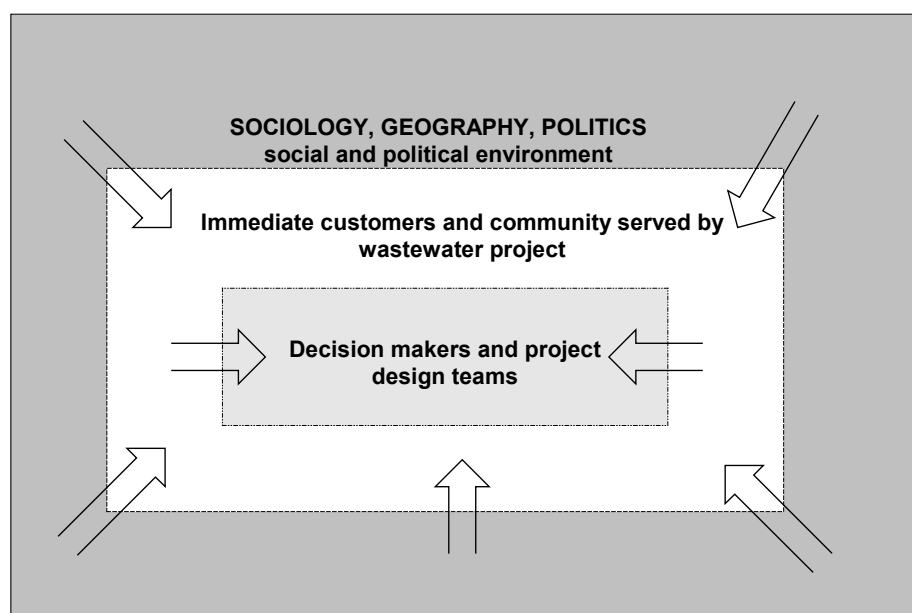 SOCIOLOGY, GEOGRAPHY, POLITICS
social and political environment
Immediate customers and community served by
wastewater project
Decision makers and project
design teams